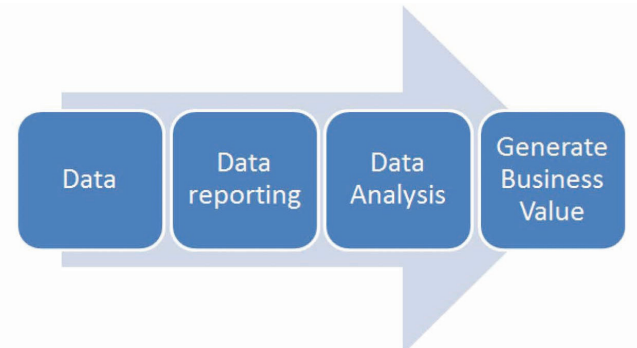 Data
Data
reporting
Data
Analysis
Generate
Business
Value